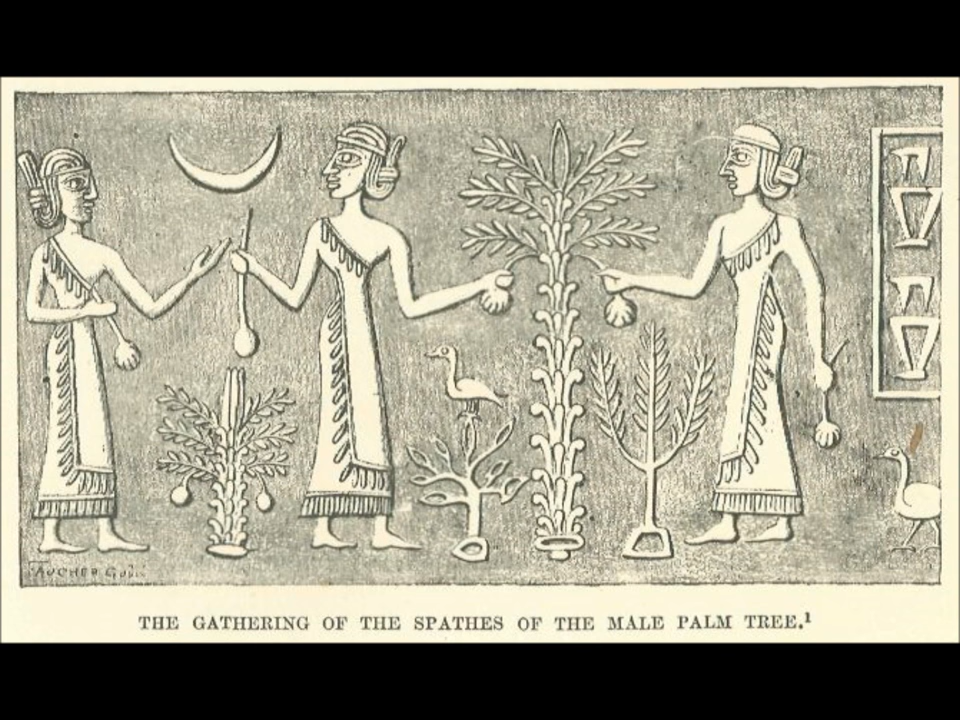 THE GATHERING OF THE SPATHES OF THE MALE PALM TREE.¹